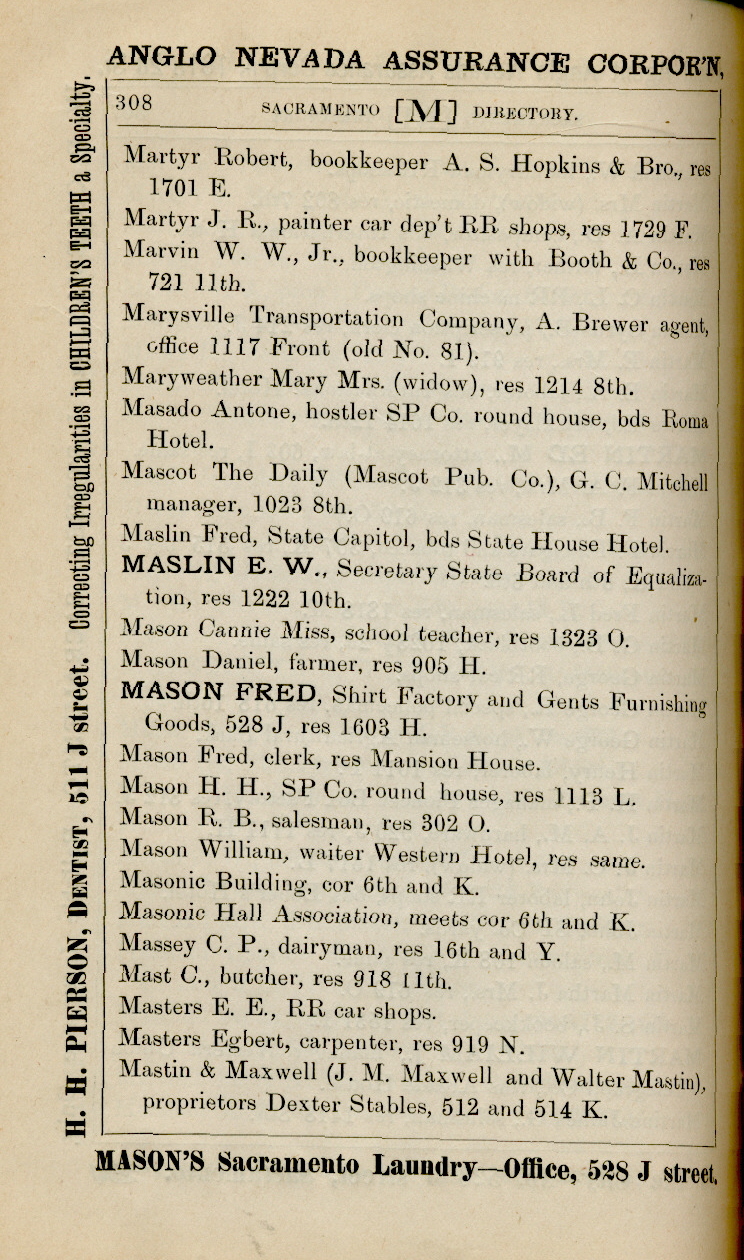 ANGLO NEVADA ASSURANCE CORPOR'N,
308 SACRAMENTO [M] DIRECTORY.
Martyr Robert, bookkeeper A. S. Hopkins & Bro., res
1701 E.
Martyr J. R., painter car dep't RR shops, res 1729 F.
Marvin W. W., Jr., bookkeeper with Booth & Co., res
721 11th.
Marysville Transportation Company, A. Brewer agent,
office 1117 Front (old No. 81).
Maryweather Mary Mrs. (widow), res 1214 8th.
Masado Antone, hostler SP Co. round house, bds Roma
Hotel.
Mascot The Daily (Mascot Pub. Co.), G. C. Mitchell
manager, 1023 8th.
Maslin Fred, State Capitol, bds State House Hotel.
MASLIN E. W., Secretary State Board of Equaliza-
tion, res 1222 10th.
Mason Cannie Miss, school teacher, res 1323 O.
Mason Daniel, farmer, res 905 H.
MASON FRED, Shirt Factory and Gents Furnishing
Goods, 528 J, res 1603 H.
Mason Fred, clerk, res Mansion House.
Mason H. H., SP Co. round house, res 1113 L.
Mason R. B., salesman, res 302 O.
Mason William, waiter Western Hotel, res same.
Masonic Building, cor 6th and K.
Masonic Hall Association, meets cor 6th and K.
Massey C. P., dairyman, res 16th and Y.
Mast C., butcher, res 918 11th.
Masters E. E., RR car shops.
Masters Egbert, carpenter, res 919 N.
Mastin & Maxwell (J. M. Maxwell and Walter Mastin),
proprietors Dexter Stables, 512 and 514 K.
MASON'S Sacramento Laundry—Office, 528 J street.
H. H. PIERSON, DENTIST, 511 J street. Correcting Irregularities in CHILDREN'S TEETH a Specialty.